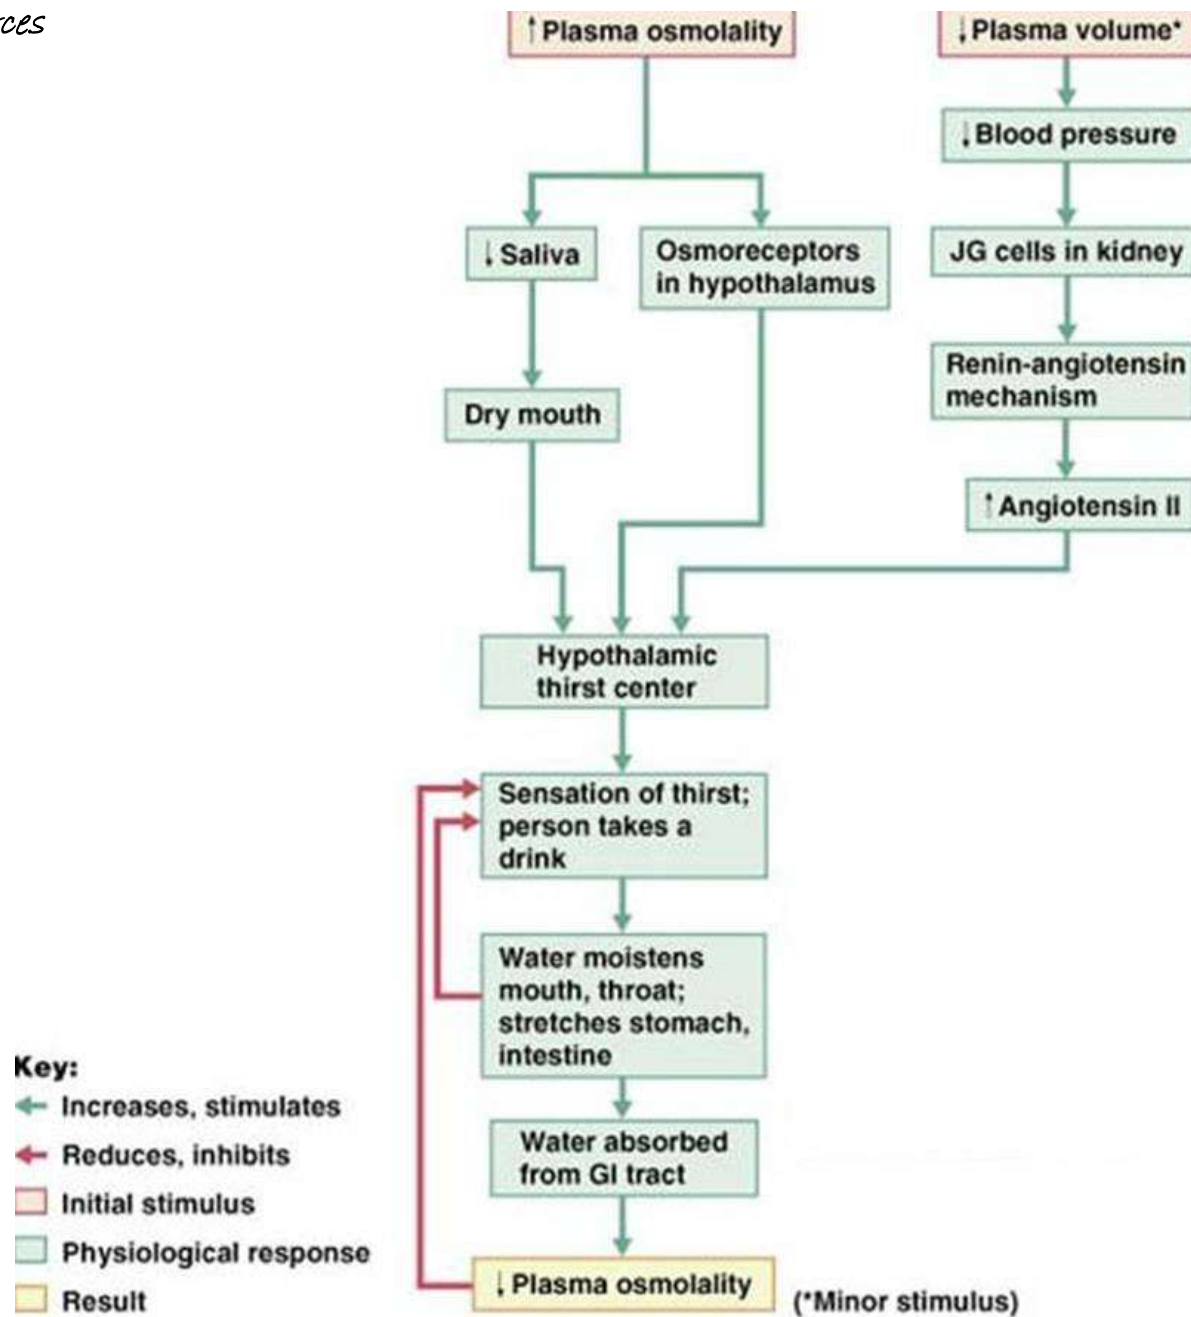 ↑ Plasma osmolality
↓ Plasma volume*
↓ Blood pressure
↓ Saliva
Osmoreceptors
in hypothalamus
JG cells in kidney
Renin-angiotensin
mechanism
Dry mouth
↑ Angiotensin II
Hypothalamic
thirst center
Sensation of thirst;
person takes a
drink
Water moistens
mouth, throat;
stretches stomach,
intestine
Water absorbed
from GI tract
↓ Plasma osmolality
(*Minor stimulus)
Key:
Increases, stimulates
Reduces, inhibits
Initial stimulus
Physiological response
Result